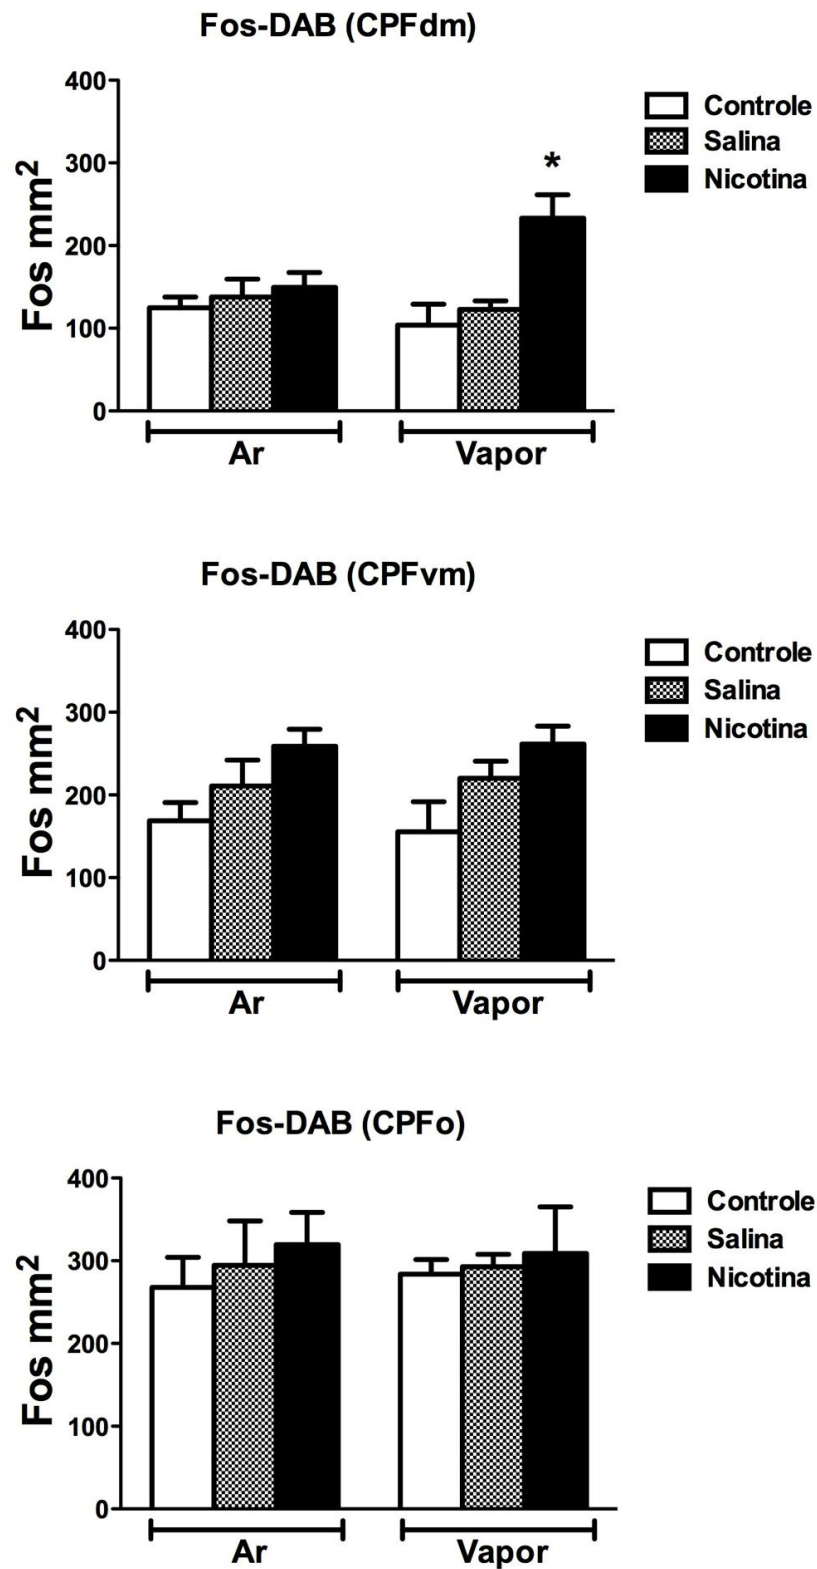 Fos-DAB (CPFdm)
Fos mm²
400
300
200
100
0
*
Controle
Salina
Nicotina
Ar
Vapor
Fos-DAB (CPFvm)
Fos mm²
400
300
200
100
0
Controle
Salina
Nicotina
Ar
Vapor
Fos-DAB (CPFo)
Fos mm²
400
300
200
100
0
Controle
Salina
Nicotina
Ar
Vapor